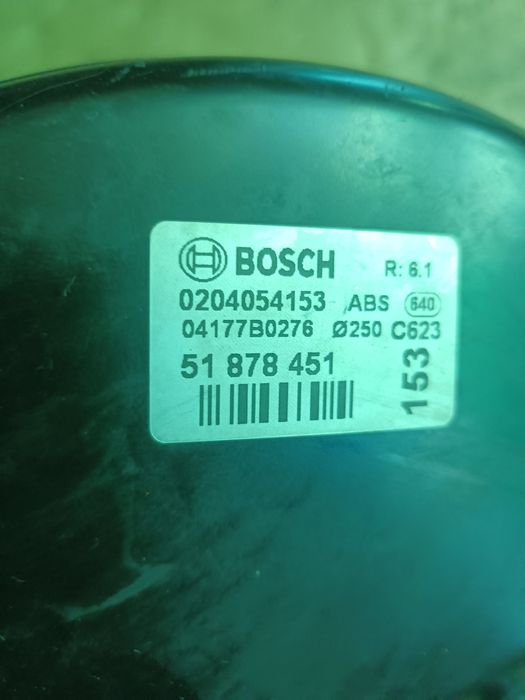 BOSCH R: 6.1
0204054153 ABS 640
04177B0276 Ø250 C623
51 878 451
153